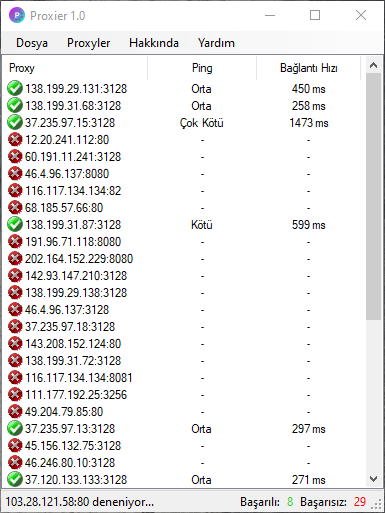 Proxier 1.0
Dosya Proxyler Hakkında Yardım
Proxy Ping Bağlantı Hızı
138.199.29.131:3128 Orta 450 ms
138.199.31.68:3128 Orta 258 ms
37.235.97.15:3128 Çok Kötü 1473 ms
12.20.241.112:80 - -
60.191.11.241:3128 - -
46.4.96.137:8080 - -
116.117.134.134:82 - -
68.185.57.66:80 - -
138.199.31.87:3128 Kötü 599 ms
191.96.71.118:8080 - -
202.164.152.229:8080 - -
142.93.147.210:3128 - -
138.199.29.138:3128 - -
46.4.96.137:3128 - -
37.235.97.18:3128 - -
143.208.152.124:80 - -
138.199.31.72:3128 - -
116.117.134.134:8081 - -
111.177.192.25:3256 - -
49.204.79.85:80 - -
37.235.97.13:3128 Orta 297 ms
45.156.132.75:3128 - -
46.246.80.10:3128 - -
37.120.133.133:3128 Orta 271 ms
103.28.121.58:80 deneniyor... Başarılı: 8 Başarısız: 29